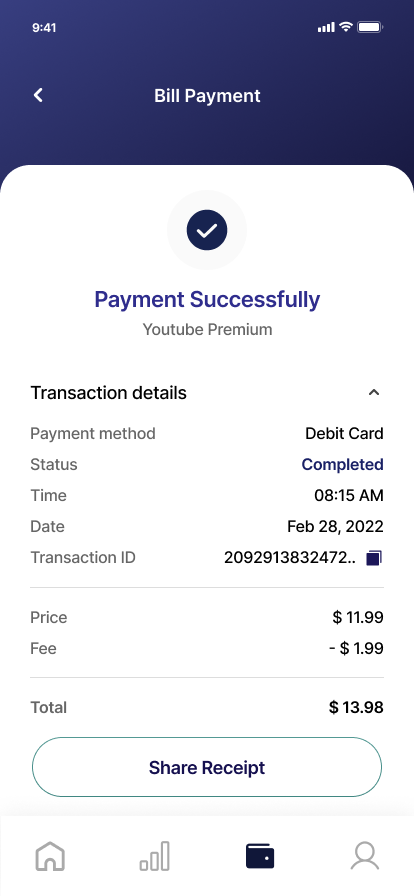 9:41
Bill Payment
Payment Successfully
Youtube Premium
Transaction details
Payment method Debit Card
Status Completed
Time 08:15 AM
Date Feb 28, 2022
Transaction ID 2092913832472..
Price $ 11.99
Fee - $ 1.99
Total $ 13.98
Share Receipt